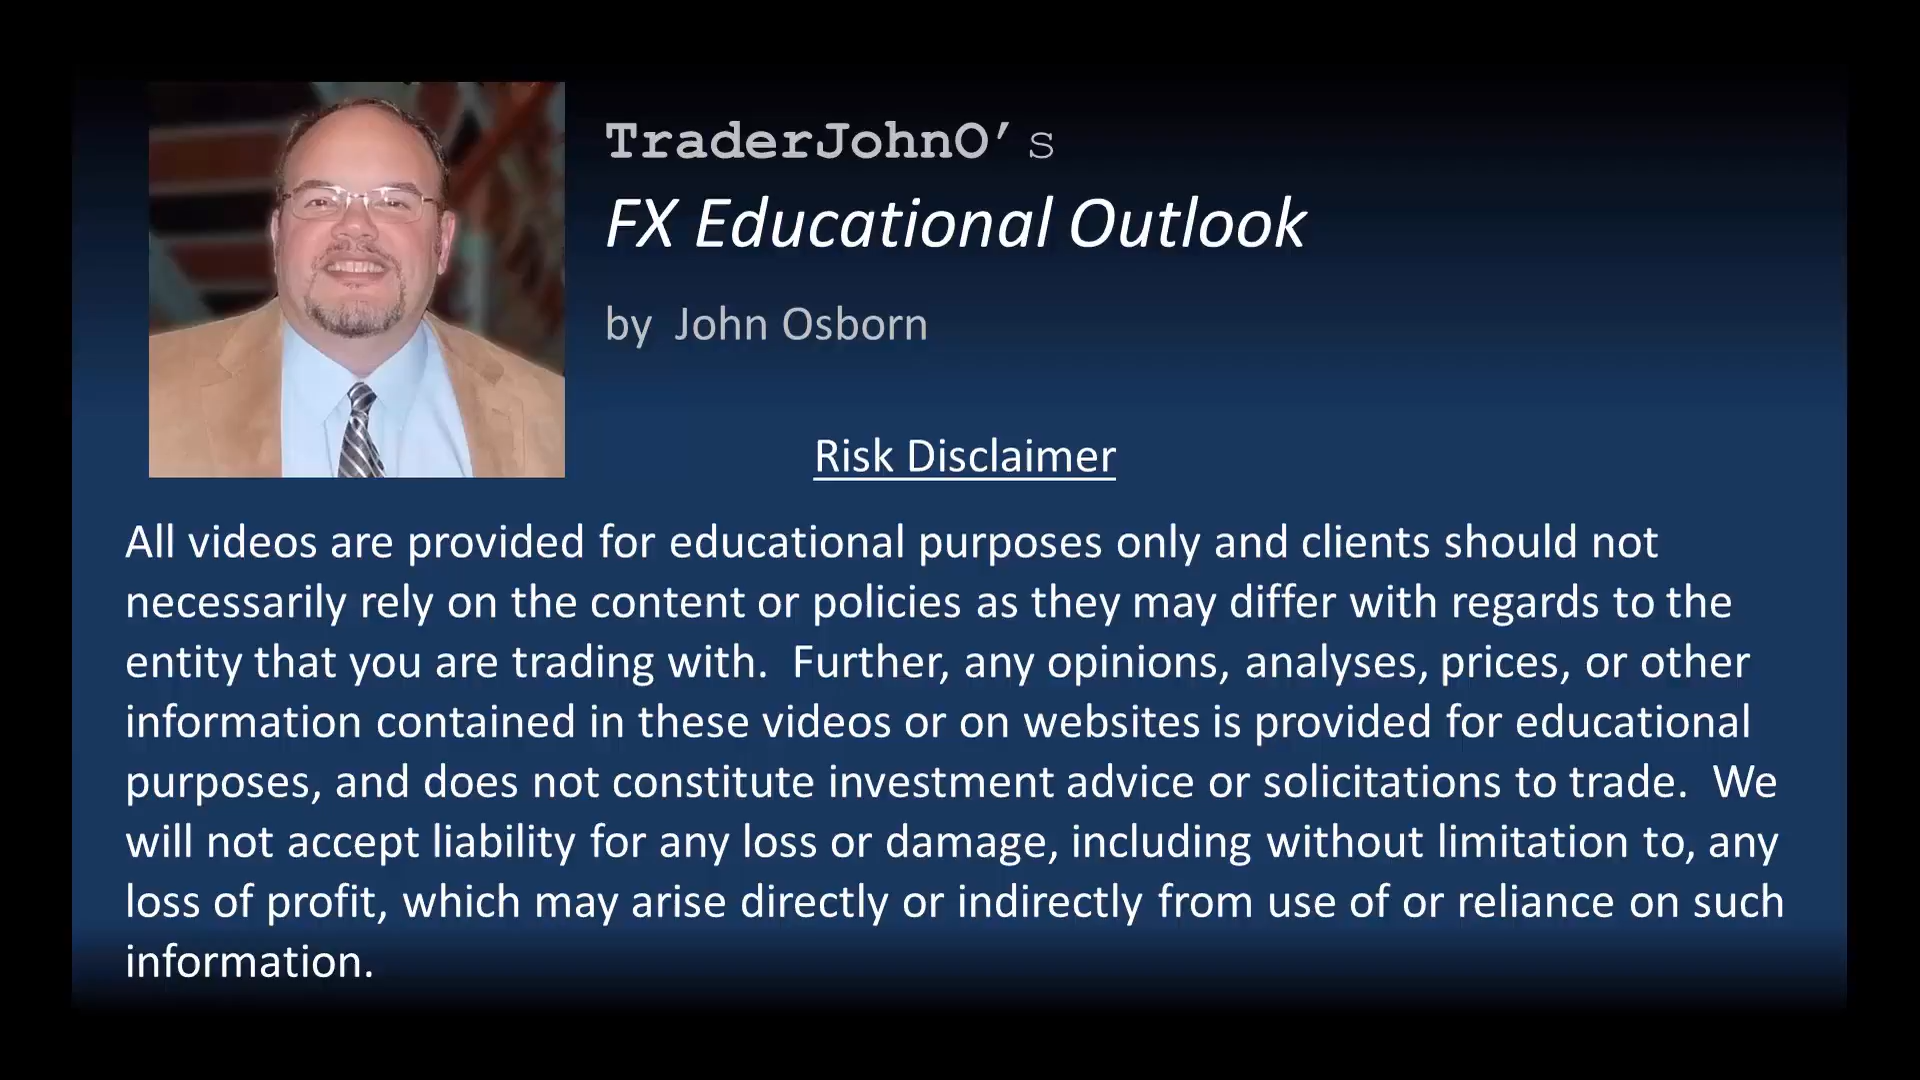 TraderJohnO’s
FX Educational Outlook
by John Osborn
Risk Disclaimer
All videos are provided for educational purposes only and clients should not
necessarily rely on the content or policies as they may differ with regards to the
entity that you are trading with.  Further, any opinions, analyses, prices, or other
information contained in these videos or on websites is provided for educational
purposes, and does not constitute investment advice or solicitations to trade.  We
will not accept liability for any loss or damage, including without limitation to, any
loss of profit, which may arise directly or indirectly from use of or reliance on such
information.